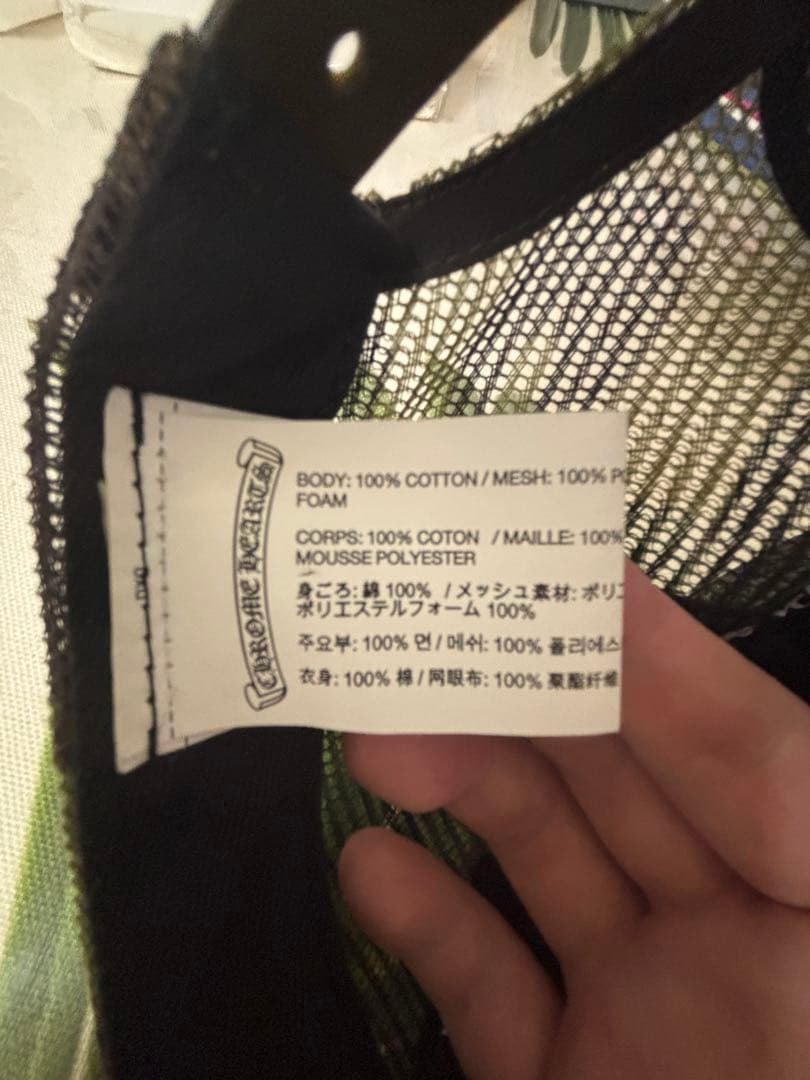 CHROME HEARTS
BODY: 100% COTTON / MESH: 100% P
FOAM
CORPS: 100% COTON / MAILLE: 100%
MOUSSE POLYESTER
身ごろ: 綿 100% / メッシュ素材: ポリ
ポリエステルフォーム 100%
주요부: 100% 면 / 메쉬: 100% 폴리에스
衣身: 100% 棉 / 网眼布: 100% 聚酯纤维